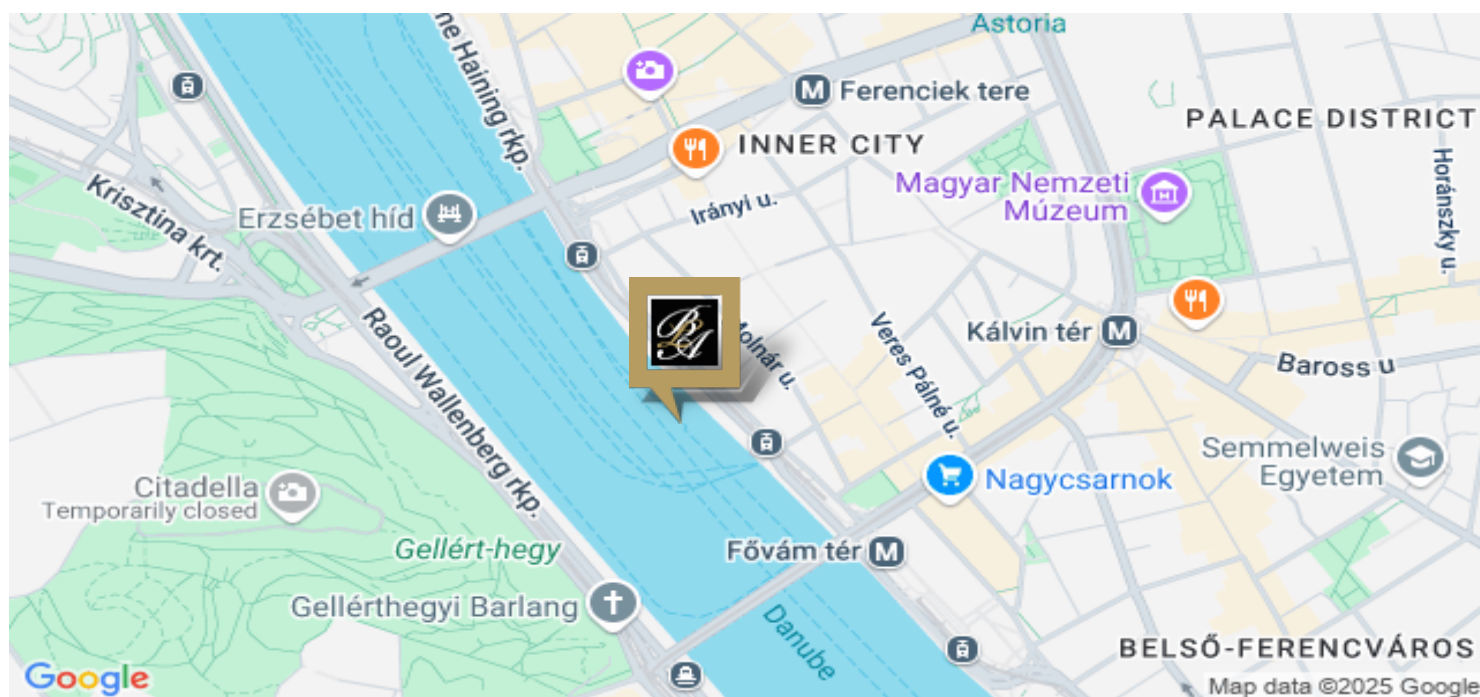 Astoria
ne Haining rkp.
M Ferenciek tere
PALACE DISTRICT
INNER CITY
Horánszky u.
Magyar Nemzeti
Múzeum
Krisztina krt.
Irányi u.
Erzsébet híd
B&A
Molnár u.
Veres Pálné u.
Kálvin tér M
Baross u
Raoul Wallenberg rkp.
Semmelweis
Egyetem
Citadella
Temporarily closed
Nagycsarnok
Gellért-hegy
Fővám tér M
Gellérthegyi Barlang
Danube
BELSŐ-FERENCVÁROS
Google
Map data ©2025 Google